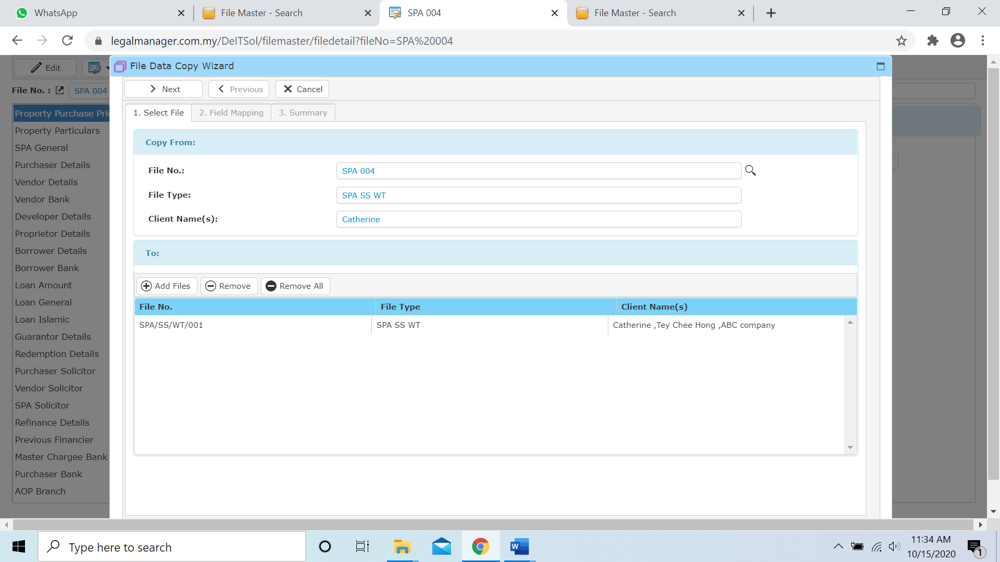 WhatsApp
File Master - Search
SPA 004
File Master - Search
legalmanager.com.my/DeITSol/filemaster/filedetail?fileNo=SPA%20004
Edit
File Data Copy Wizard
File No. :
SPA 004
Next
Previous
Cancel
1. Select File
2. Field Mapping
3. Summary
Property Purchase Pri
Property Particulars
SPA General
Purchaser Details
Vendor Details
Vendor Bank
Developer Details
Proprietor Details
Borrower Details
Borrower Bank
Loan Amount
Loan General
Loan Islamic
Guarantor Details
Redemption Details
Purchaser Solicitor
Vendor Solicitor
SPA Solicitor
Refinance Details
Previous Financier
Master Chargee Bank
Purchaser Bank
AOP Branch
Copy From:
File No.:
SPA 004
File Type:
SPA SS WT
Client Name(s):
Catherine
To:
Add Files
Remove
Remove All
File No.
File Type
Client Name(s)
SPA/SS/WT/001
SPA SS WT
Catherine ,Tey Chee Hong ,ABC company
Type here to search
W
11:34 AM
10/15/2020
1